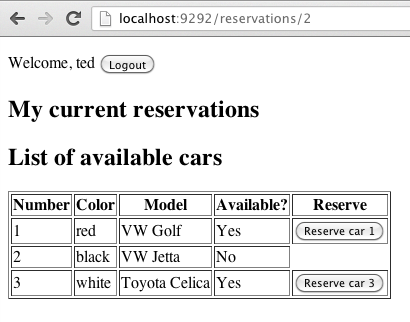 localhost:9292/reservations/2
Welcome, ted Logout
My current reservations
List of available cars
Number Color Model Available? Reserve
1 red VW Golf Yes Reserve car 1
2 black VW Jetta No
3 white Toyota Celica Yes Reserve car 3